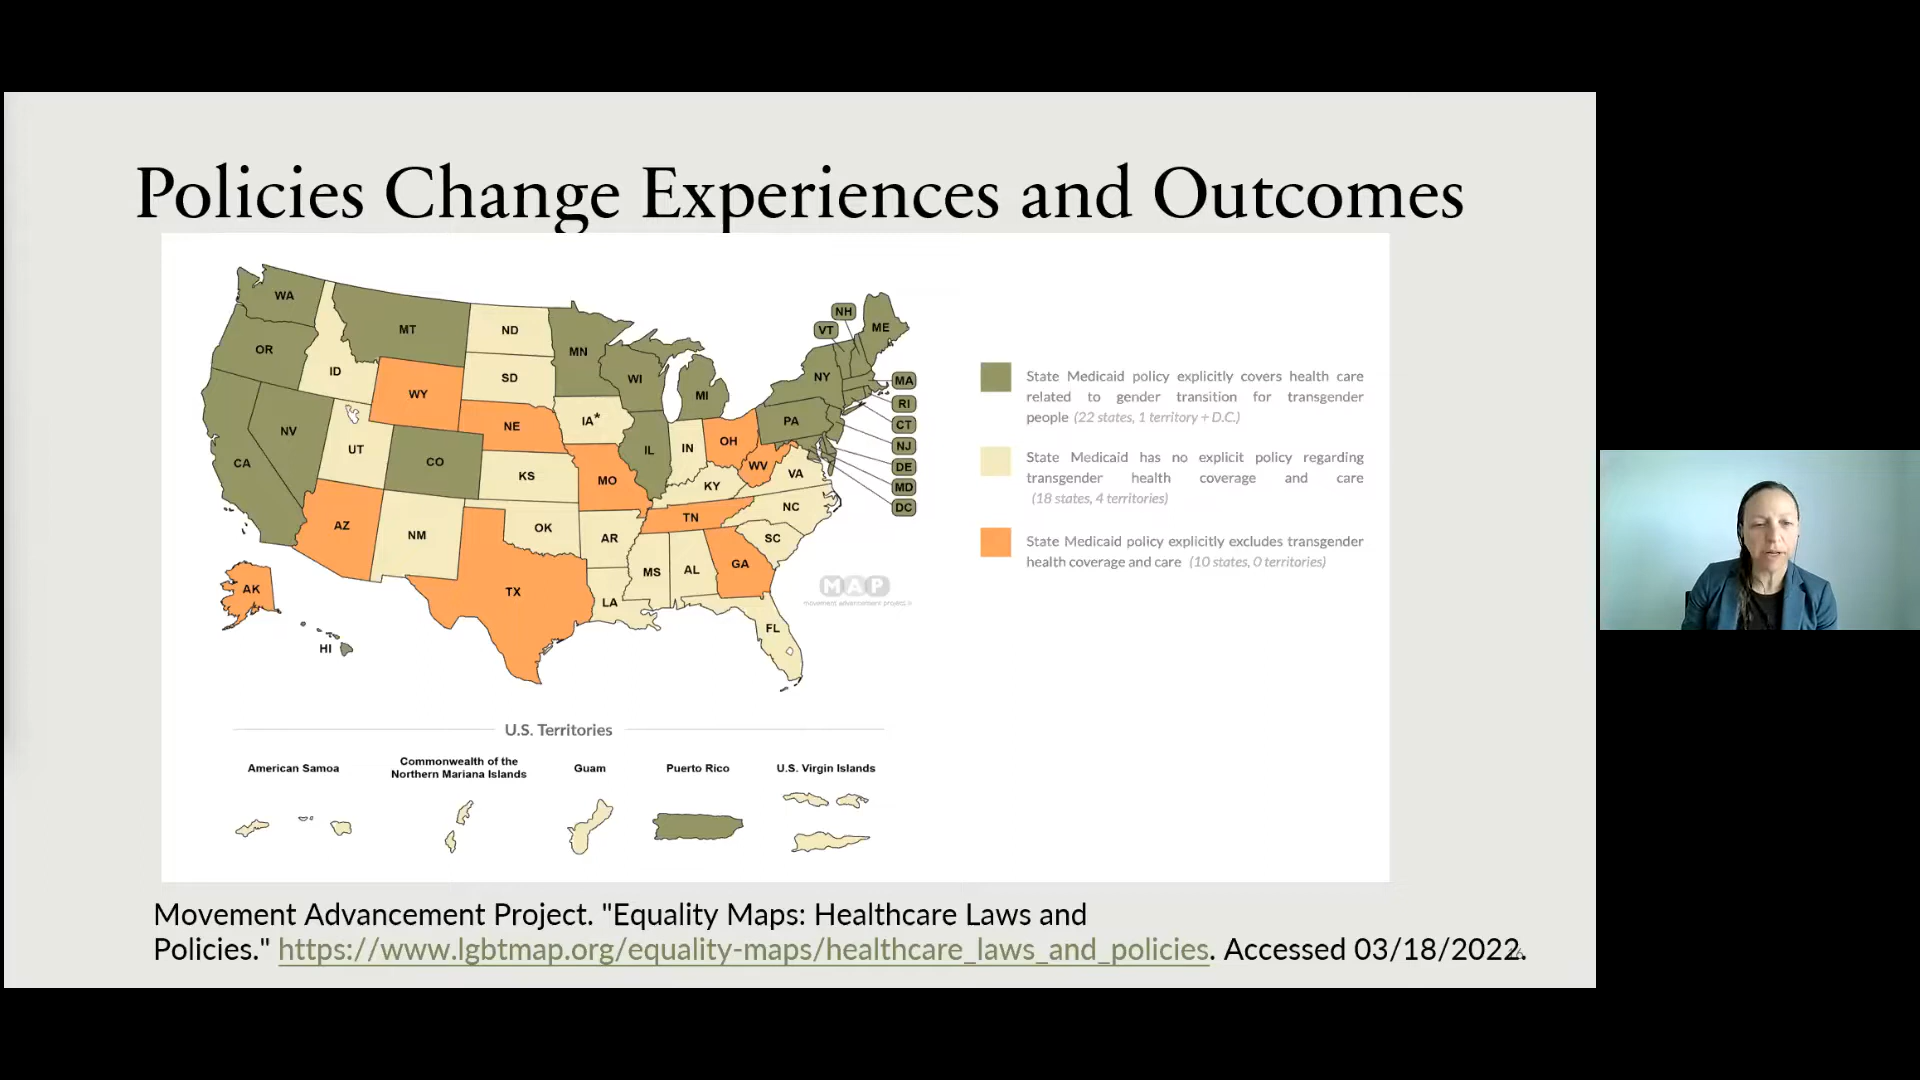 Policies Change Experiences and Outcomes
WA
MT
ND
MN
OR
ID
SD
WI
WY
MI
NH
VT
ME
NY
MA
RI
CT
NJ
DE
MD
DC
NV
UT
CO
NE
IA*
IL
IN
OH
PA
CA
KS
MO
KY
WV
VA
AZ
NM
OK
AR
TN
NC
SC
TX
LA
MS
AL
GA
FL
AK
HI
MAP
movement advancement project
State Medicaid policy explicitly covers health care
related to gender transition for transgender
people (22 states, 1 territory + D.C.)
State Medicaid has no explicit policy regarding
transgender health coverage and care
(18 states, 4 territories)
State Medicaid policy explicitly excludes transgender
health coverage and care (10 states, 0 territories)
U.S. Territories
American Samoa
Commonwealth of the
Northern Mariana Islands
Guam
Puerto Rico
U.S. Virgin Islands
Movement Advancement Project. "Equality Maps: Healthcare Laws and
Policies." https://www.lgbtmap.org/equality-maps/healthcare_laws_and_policies. Accessed 03/18/2022.